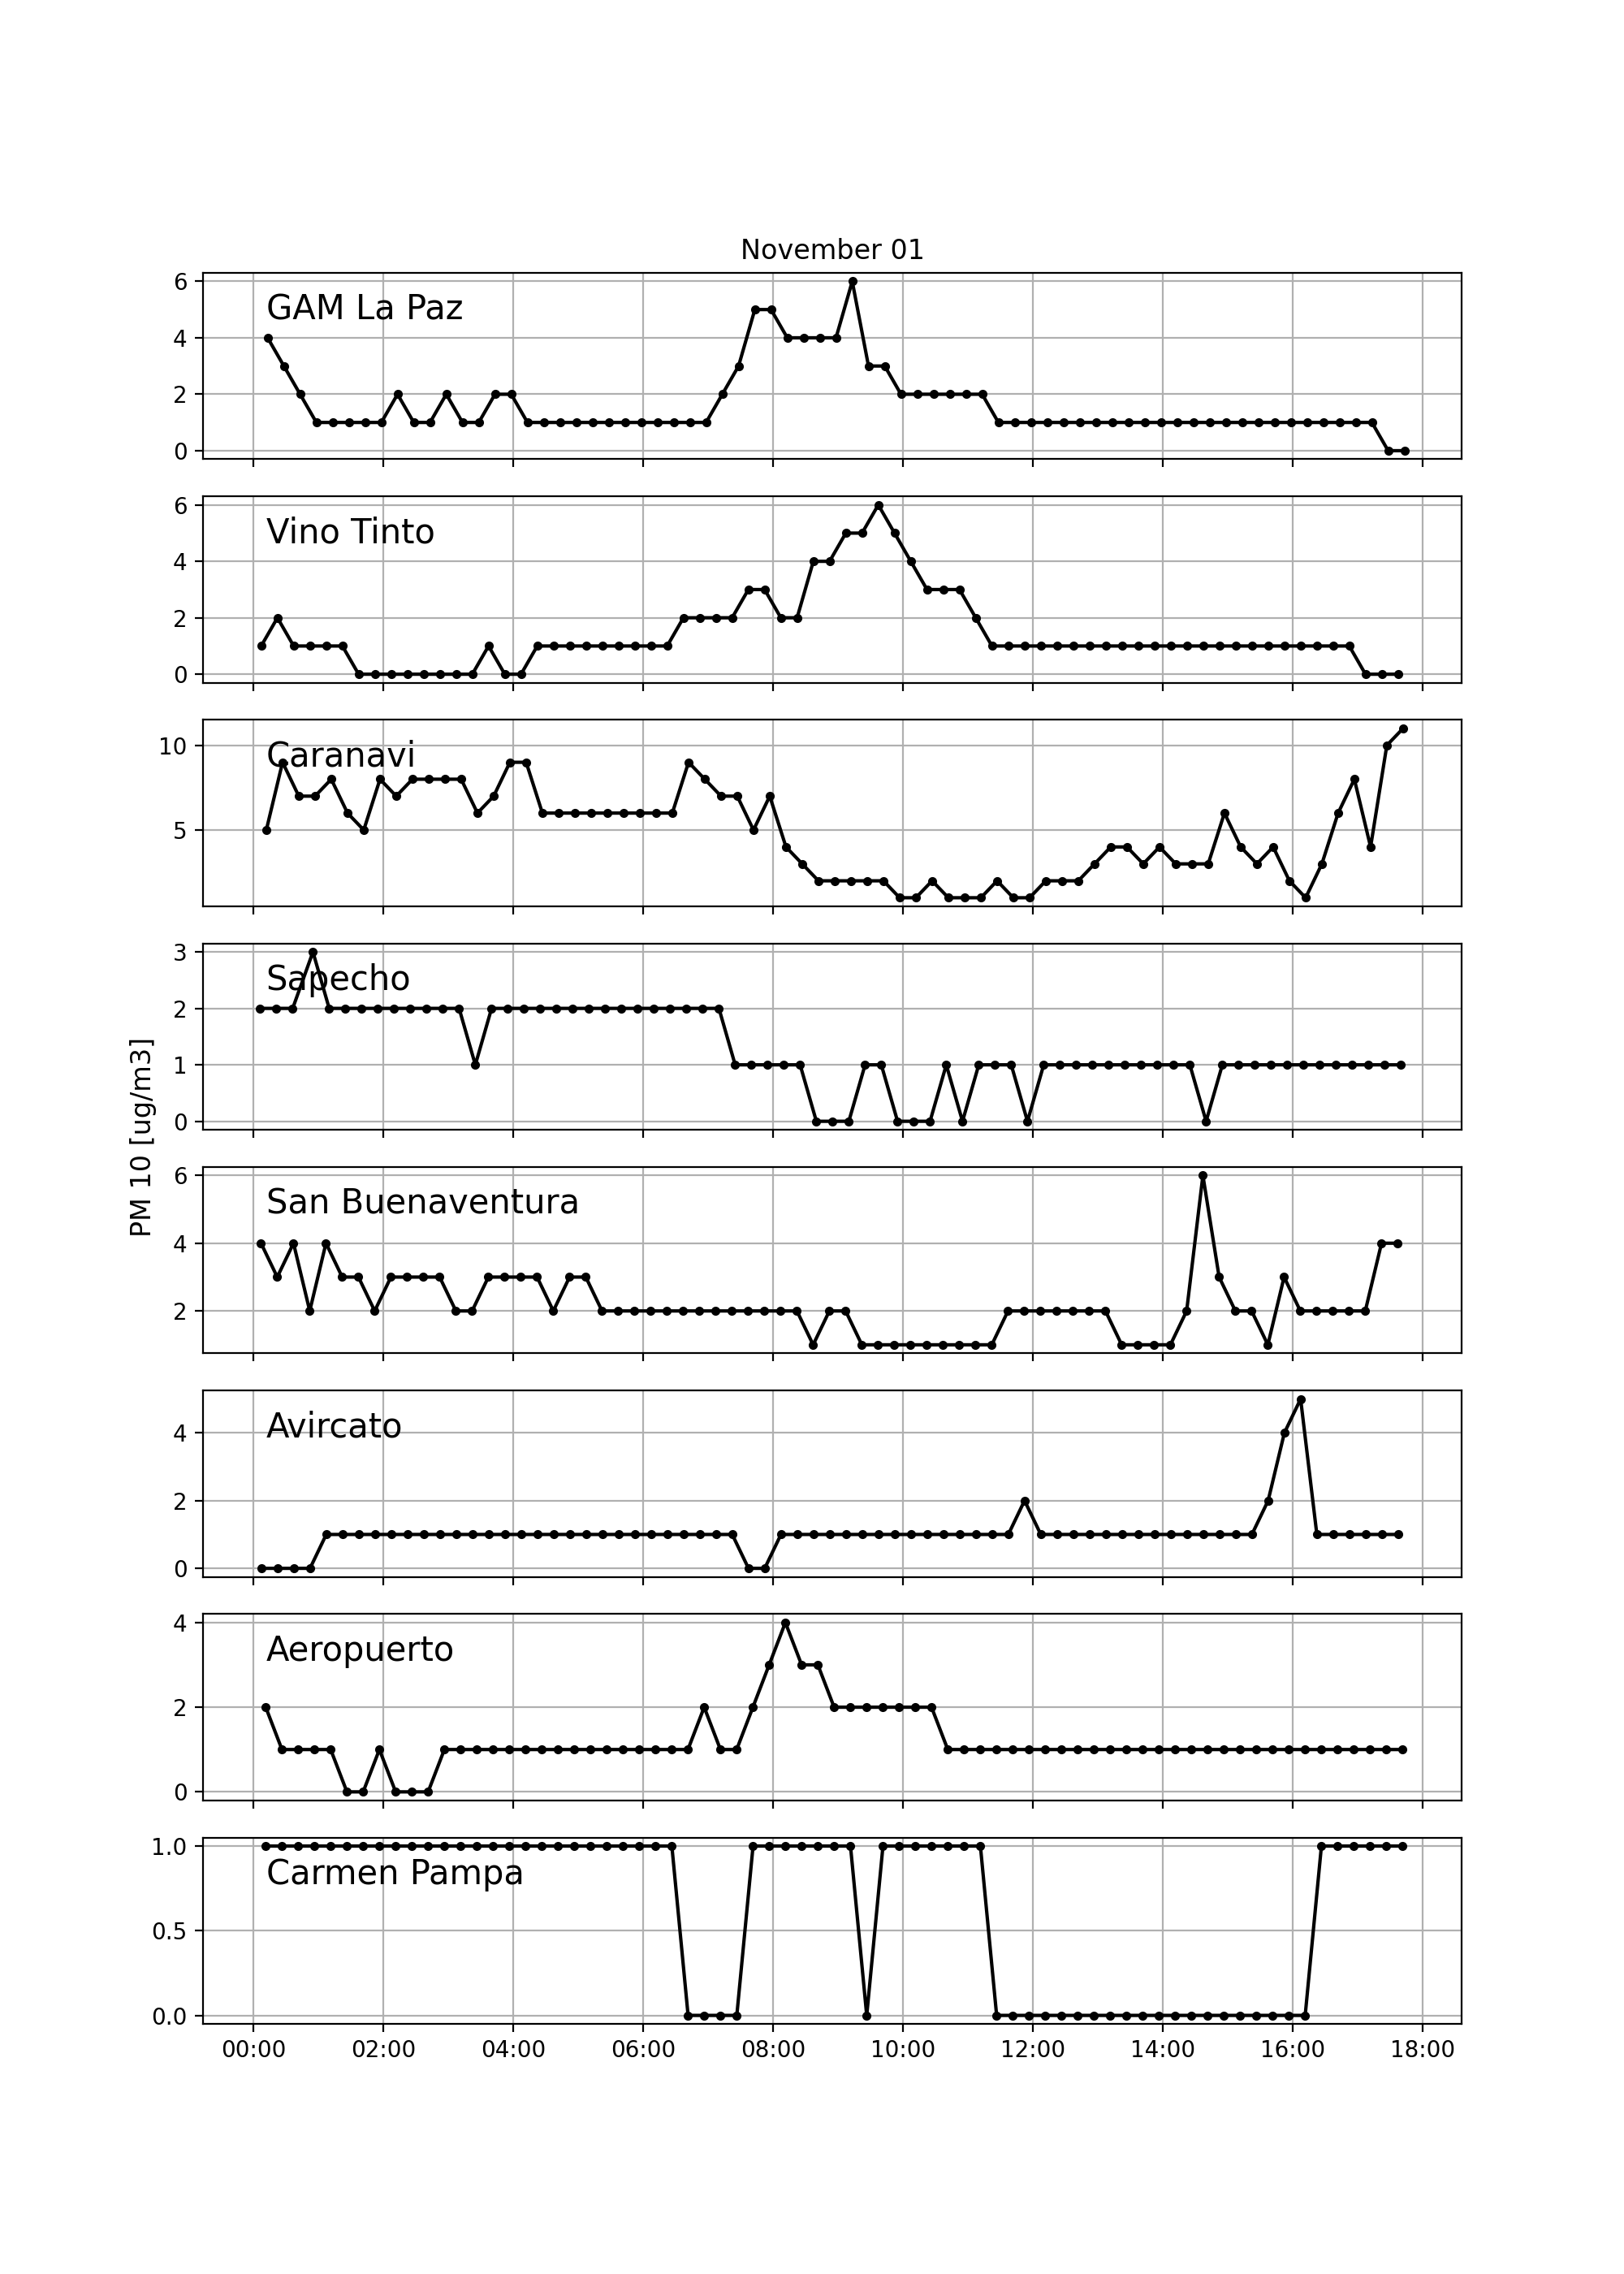 November 01
PM 10 [ug/m3]
6
GAM La Paz
4
2
0
6
Vino Tinto
4
2
0
10
Caranavi
5
3
Sapecho
2
1
0
6
San Buenaventura
4
2
Avircato
4
2
0
4
Aeropuerto
2
0
1.0
Carmen Pampa
0.5
0.0
00:00 02:00 04:00 06:00 08:00 10:00 12:00 14:00 16:00 18:00